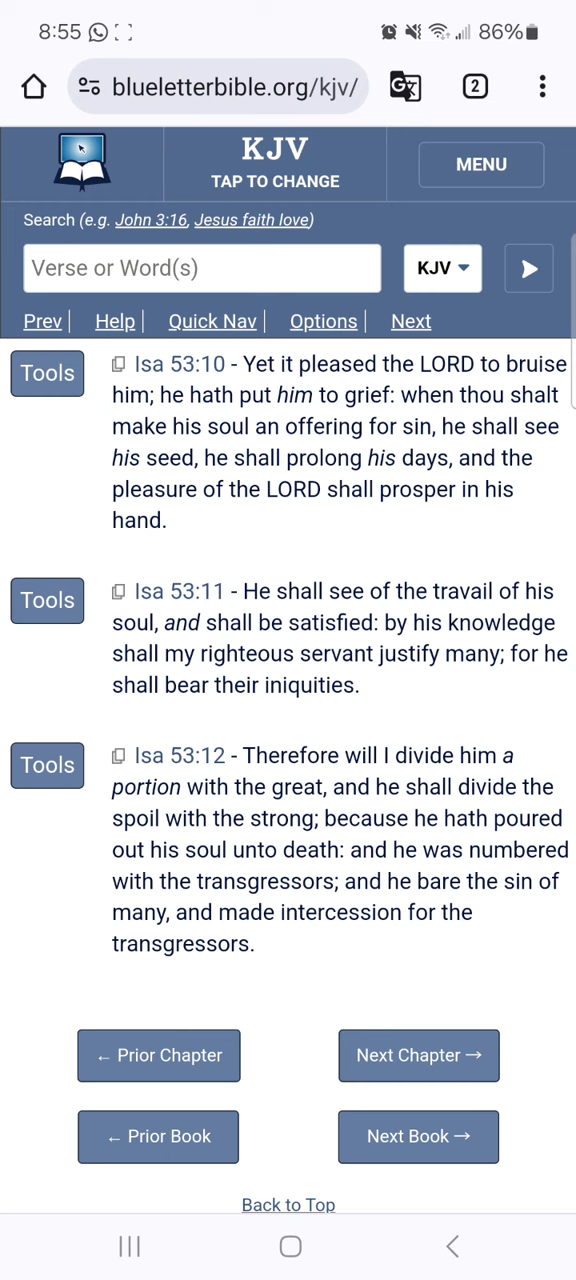 8:55 86%
blueletterbible.org/kjv/ G 2
KJV
TAP TO CHANGE
MENU
Search (e.g. John 3:16, Jesus faith love)
Verse or Word(s) KJV
Prev| Help| Quick Nav| Options| Next
Tools Isa 53:10 - Yet it pleased the LORD to bruise
him; he hath put him to grief: when thou shalt
make his soul an offering for sin, he shall see
his seed, he shall prolong his days, and the
pleasure of the LORD shall prosper in his
hand.
Tools Isa 53:11 - He shall see of the travail of his
soul, and shall be satisfied: by his knowledge
shall my righteous servant justify many; for he
shall bear their iniquities.
Tools Isa 53:12 - Therefore will I divide him a
portion with the great, and he shall divide the
spoil with the strong; because he hath poured
out his soul unto death: and he was numbered
with the transgressors; and he bare the sin of
many, and made intercession for the
transgressors.
← Prior Chapter Next Chapter →
← Prior Book Next Book →
Back to Top